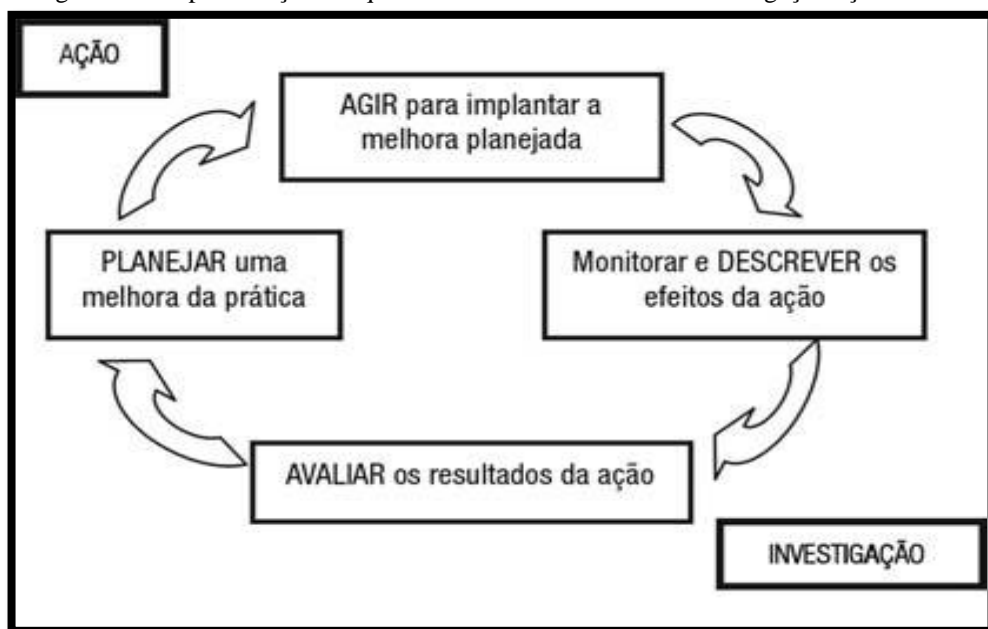 AÇÃO
AGIR para implantar a
melhora planejada
PLANEJAR uma
melhora da prática
Monitorar e DESCREVER os
efeitos da ação
AVALIAR os resultados da ação
INVESTIGAÇÃO